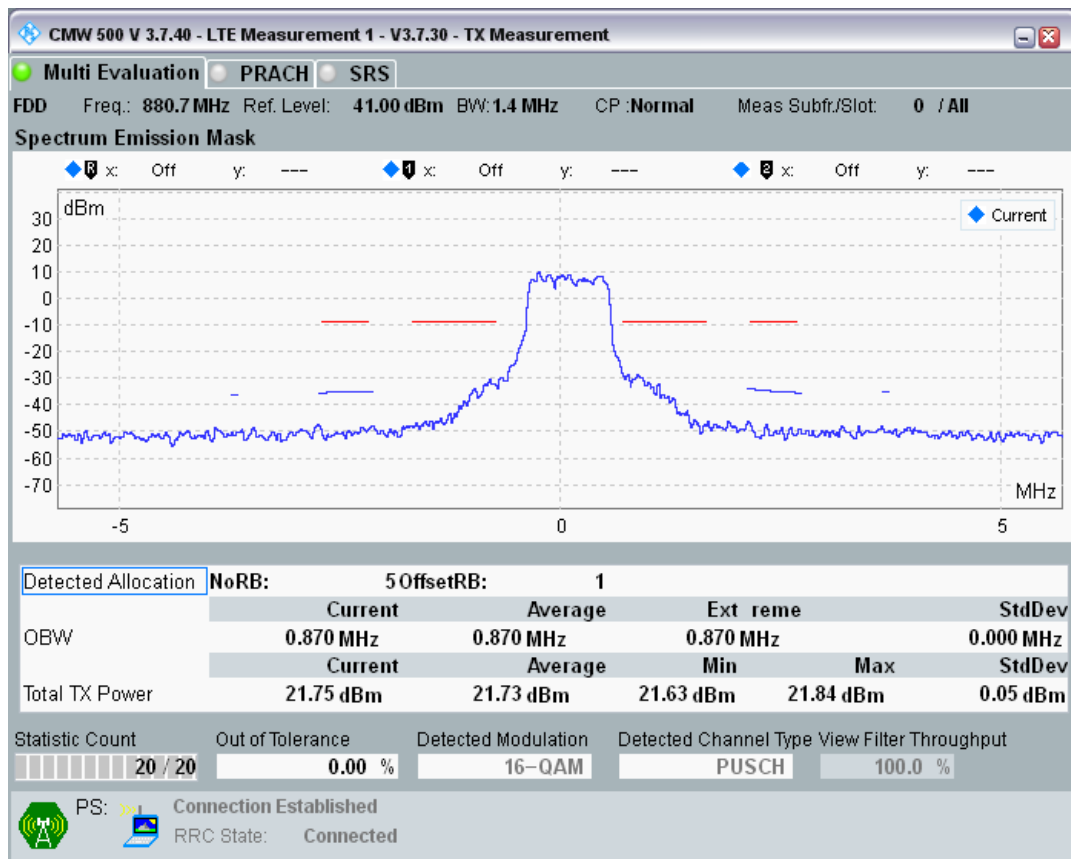 CMW 500 V 3.7.40 - LTE Measurement 1 - V3.7.30 - TX Measurement
Multi Evaluation PRACH SRS
FDD Freq.: 880.7 MHz Ref. Level: 41.00 dBm BW: 1.4 MHz CP :Normal Meas Subfr./Slot: 0 / All
Spectrum Emission Mask
R x: Off y: --- 1 x: Off y: --- 2 x: Off y: ---
dBm
Current
30
20
10
0
-10
-20
-30
-40
-50
-60
-70
MHz
-5 0 5
Detected Allocation NoRB: 5 OffsetRB: 1
Current Average Ext reme StdDev
OBW 0.870 MHz 0.870 MHz 0.870 MHz 0.000 MHz
Current Average Min Max StdDev
Total TX Power 21.75 dBm 21.73 dBm 21.63 dBm 21.84 dBm 0.05 dBm
Statistic Count Out of Tolerance Detected Modulation Detected Channel Type View Filter Throughput
20 / 20 0.00 % 16-QAM PUSCH 100.0 %
PS: Connection Established
RRC State: Connected